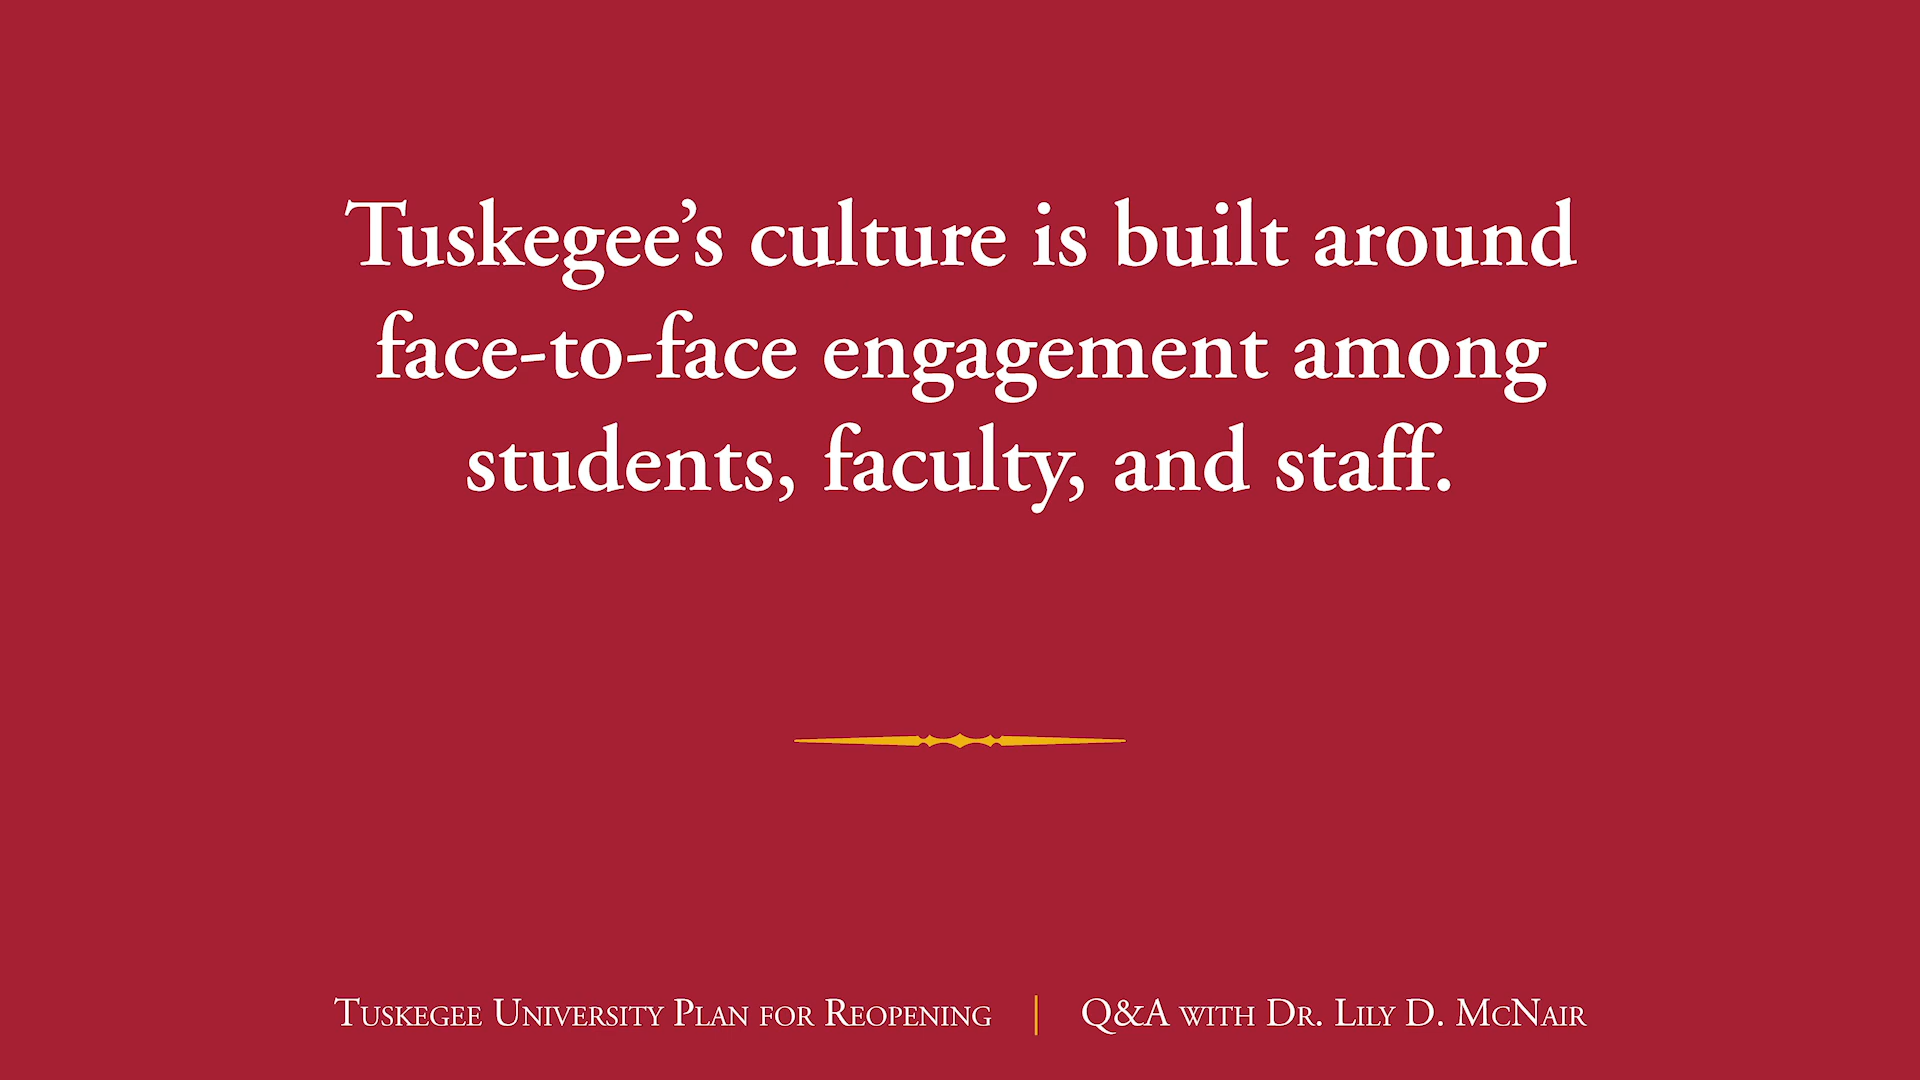 Tuskegee’s culture is built around
face-to-face engagement among
students, faculty, and staff.
Tuskegee University Plan for Reopening | Q&A with Dr. Lily D. McNair